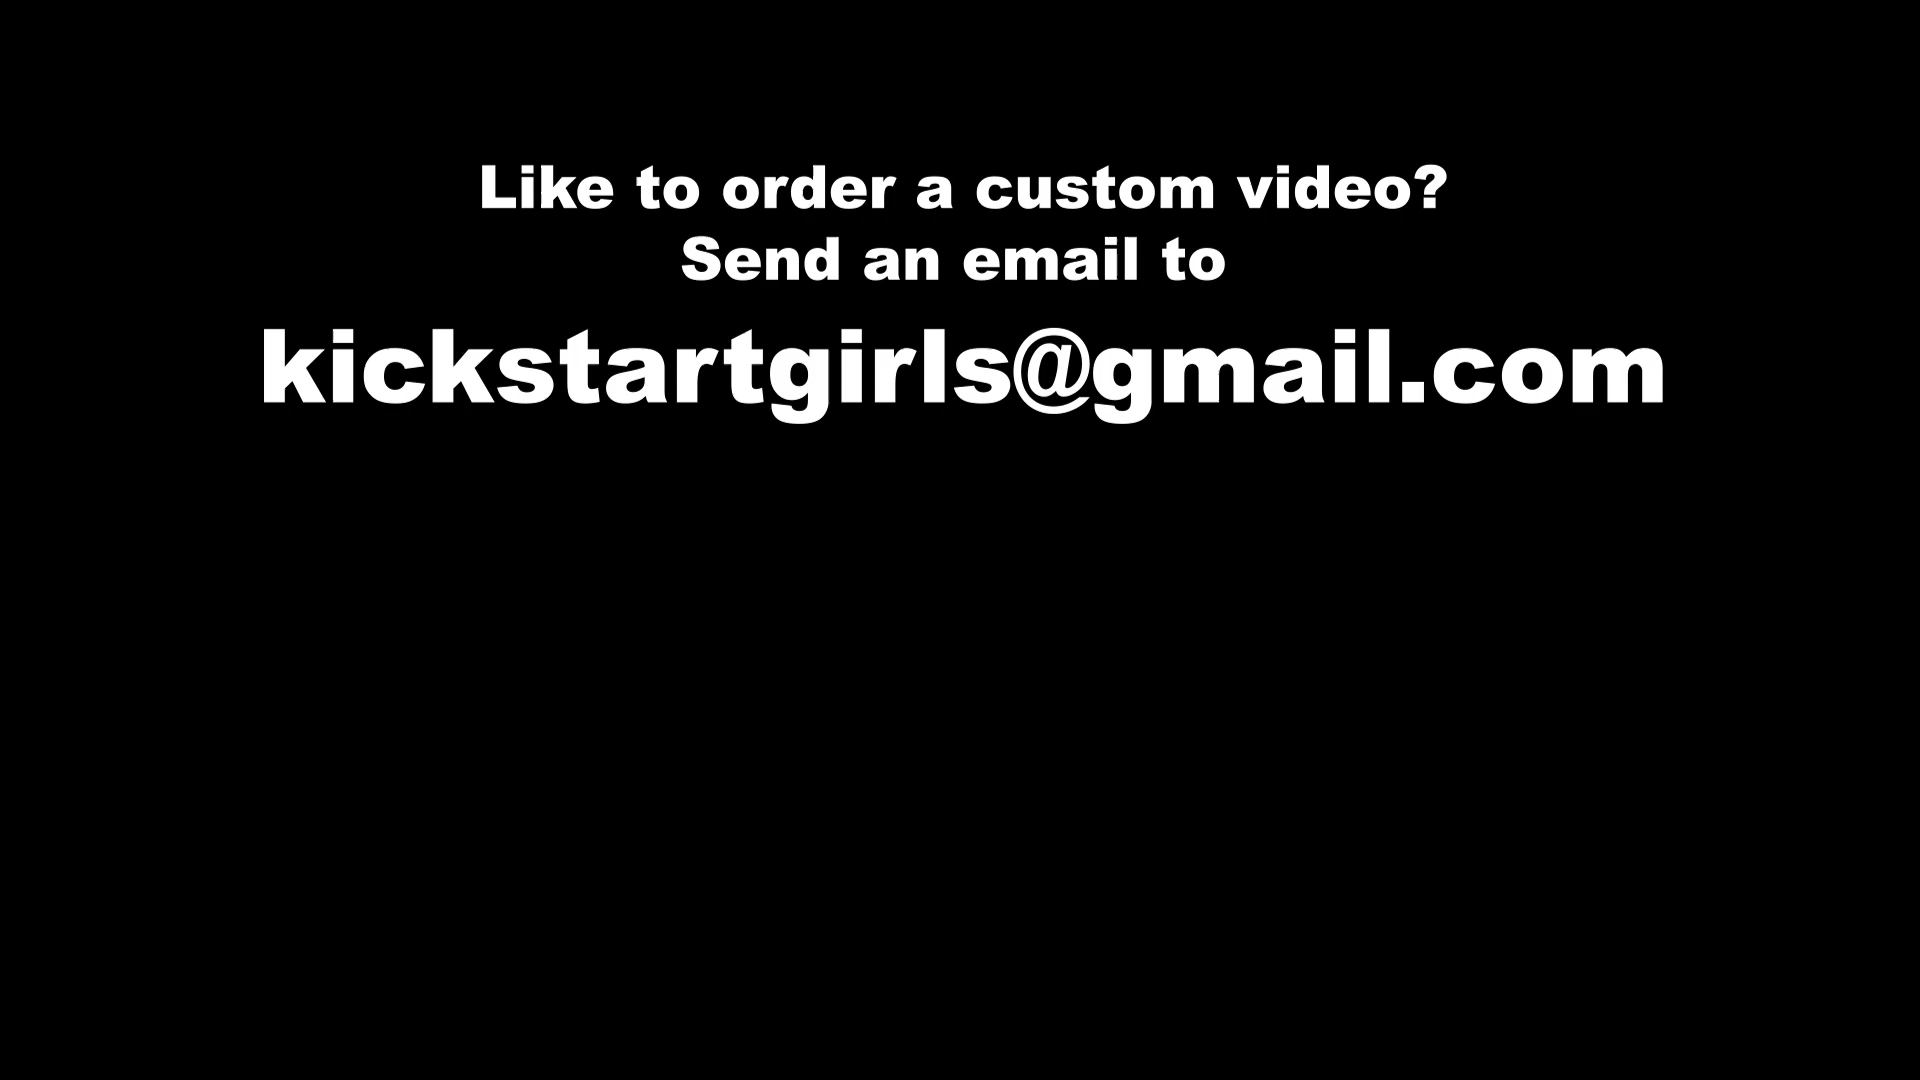 Like to order a custom video?
Send an email to
kickstartgirls@gmail.com